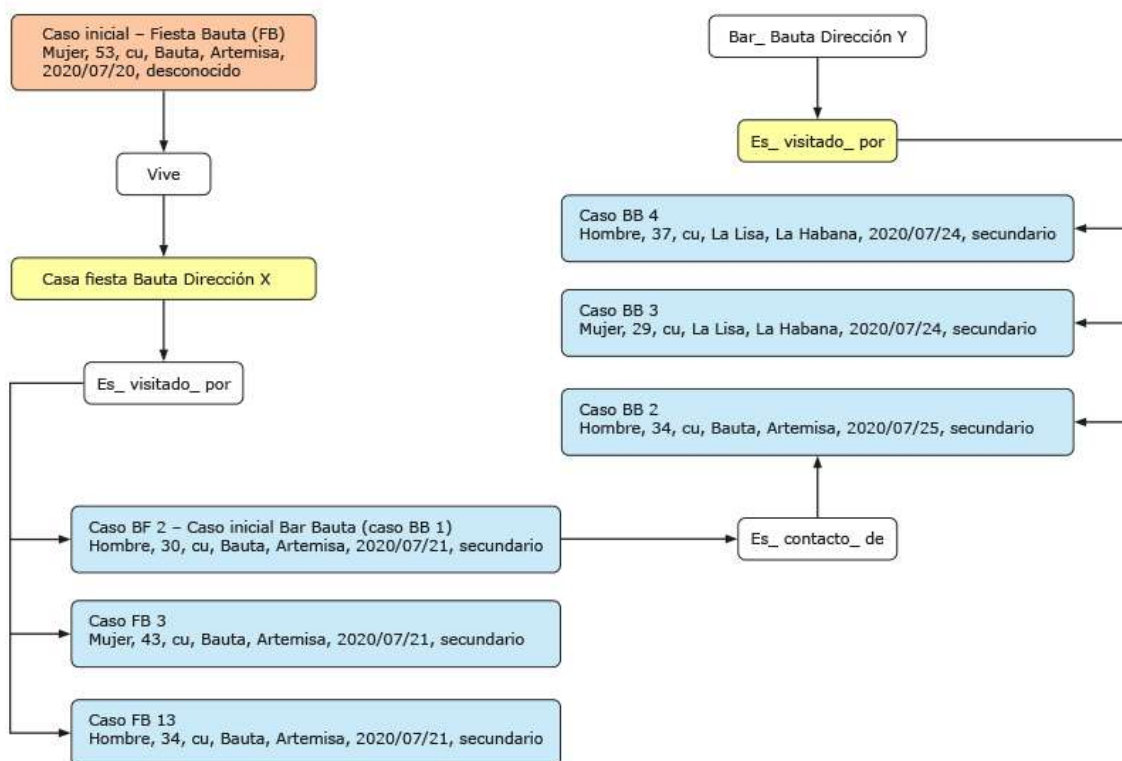 Caso inicial – Fiesta Bauta (FB)
Mujer, 53, cu, Bauta, Artemisa,
2020/07/20, desconocido
Vive
Casa fiesta Bauta Dirección X
Es_ visitado_ por
Caso BF 2 – Caso inicial Bar Bauta (caso BB 1)
Hombre, 30, cu, Bauta, Artemisa, 2020/07/21, secundario
Caso FB 3
Mujer, 43, cu, Bauta, Artemisa, 2020/07/21, secundario
Caso FB 13
Hombre, 34, cu, Bauta, Artemisa, 2020/07/21, secundario
Bar_ Bauta Dirección Y
Es_ visitado_ por
Caso BB 4
Hombre, 37, cu, La Lisa, La Habana, 2020/07/24, secundario
Caso BB 3
Mujer, 29, cu, La Lisa, La Habana, 2020/07/24, secundario
Caso BB 2
Hombre, 34, cu, Bauta, Artemisa, 2020/07/25, secundario
Es_ contacto_ de